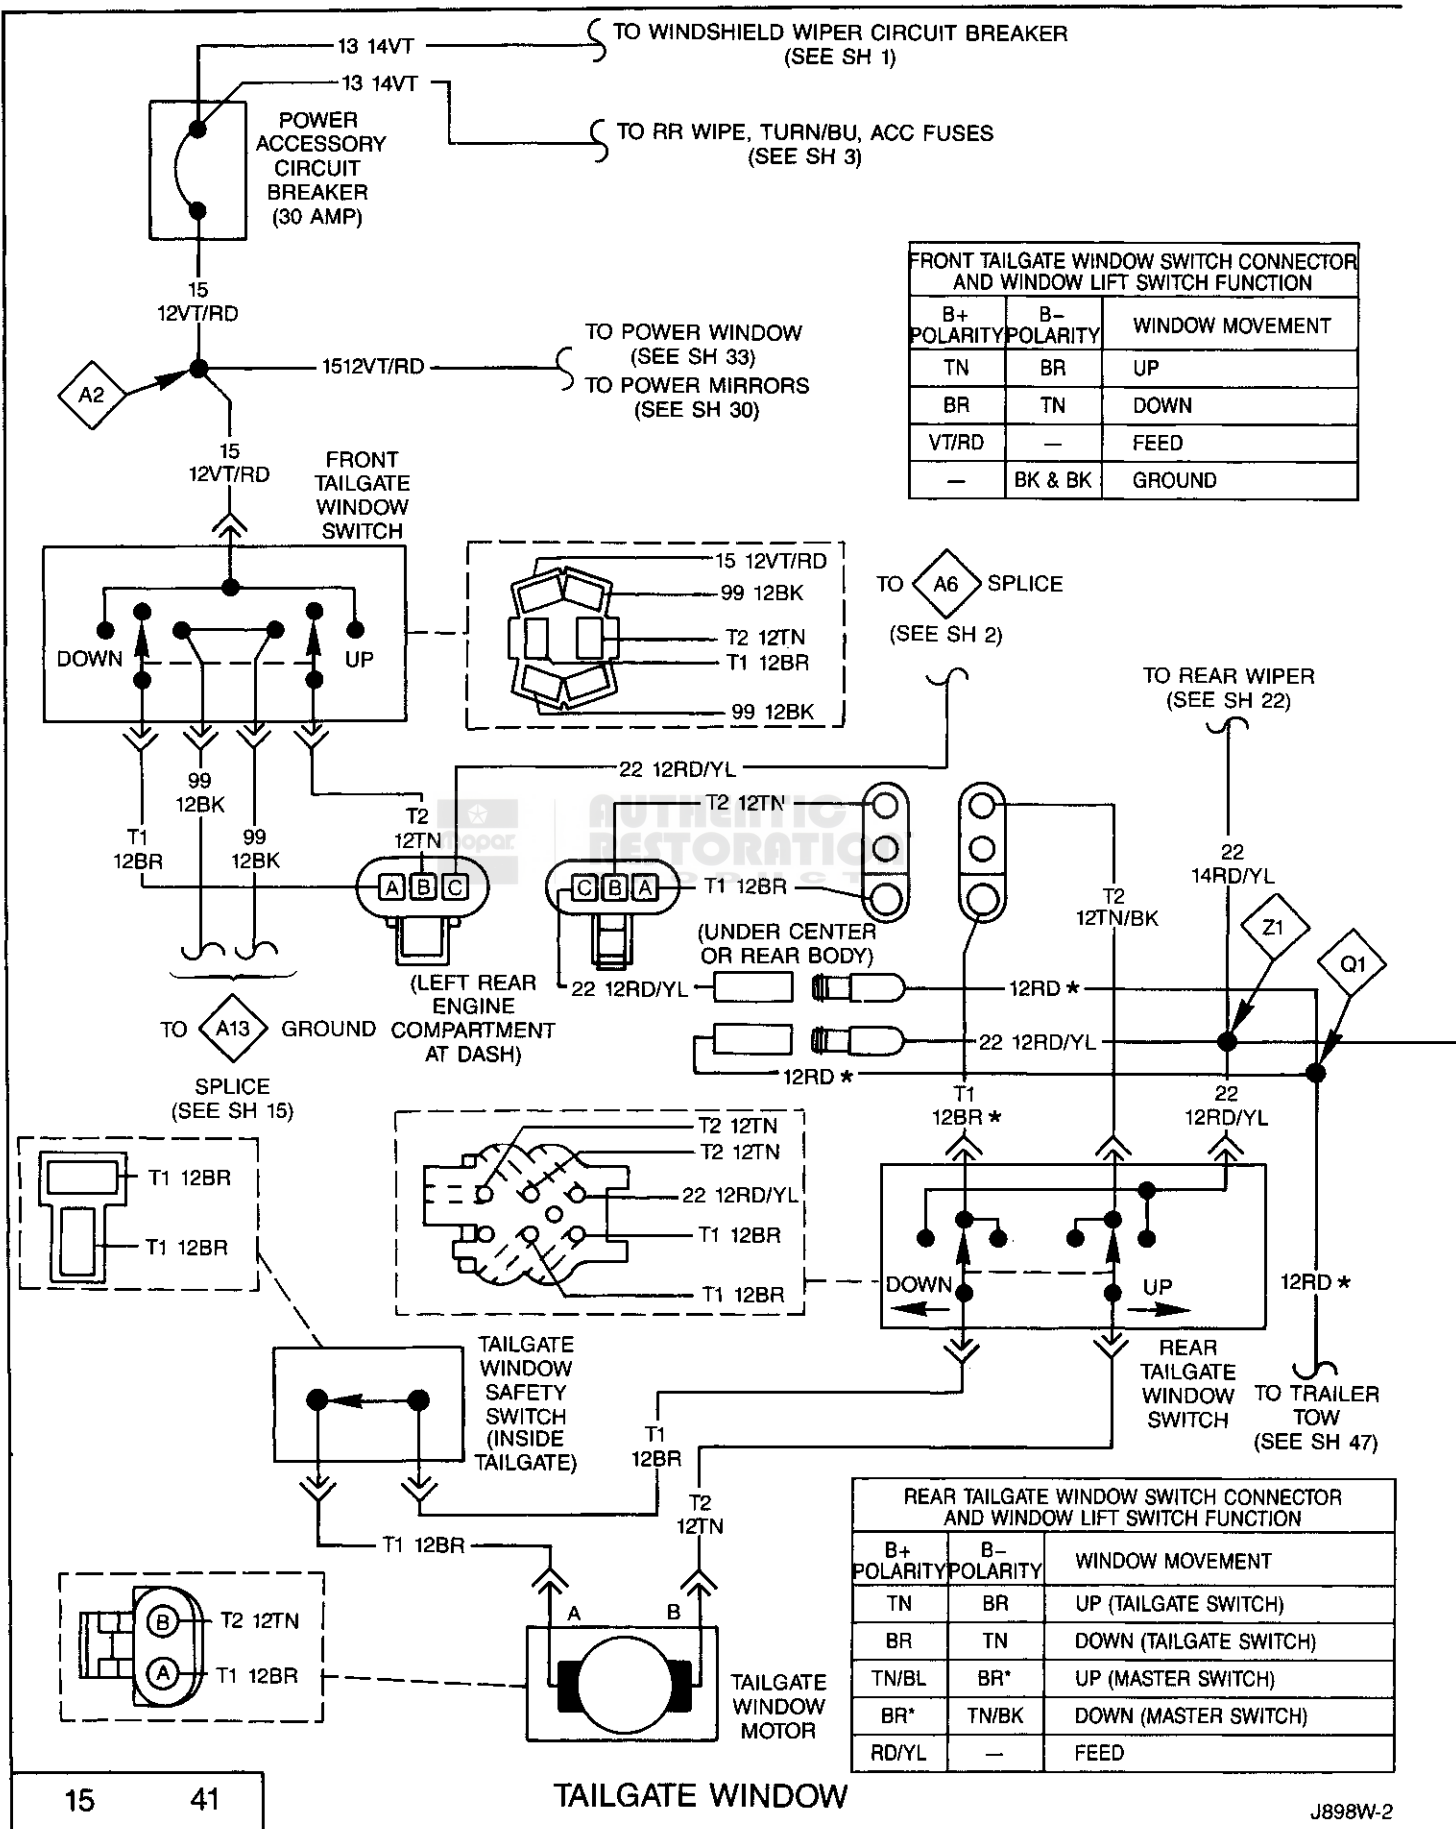 13 14VT
TO WINDSHIELD WIPER CIRCUIT BREAKER
(SEE SH 1)
13 14VT
POWER
ACCESSORY
CIRCUIT
BREAKER
(30 AMP)
TO RR WIPE, TURN/BU, ACC FUSES
(SEE SH 3)
15
12VT/RD
A2
1512VT/RD
TO POWER WINDOW
(SEE SH 33)
TO POWER MIRRORS
(SEE SH 30)
FRONT TAILGATE WINDOW SWITCH CONNECTOR
AND WINDOW LIFT SWITCH FUNCTION
B+ POLARITY B– POLARITY WINDOW MOVEMENT
TN BR UP
BR TN DOWN
VT/RD — FEED
— BK & BK GROUND
15
12VT/RD
FRONT
TAILGATE
WINDOW
SWITCH
DOWN
UP
15 12VT/RD
99 12BK
T2 12TN
T1 12BR
99 12BK
TO A6 SPLICE
(SEE SH 2)
TO REAR WIPER
(SEE SH 22)
22 12RD/YL
99
12BK
T1
12BR
99
12BK
T2
12TN
mopar
AUTHENTIC
RESTORATION
PRODUCT
A B C
T2 12TN
C B A
T1 12BR
T2
12TN/BK
22
14RD/YL
Z1
Q1
(LEFT REAR
ENGINE
COMPARTMENT
AT DASH)
(UNDER CENTER
OR REAR BODY)
22 12RD/YL
12RD *
22 12RD/YL
12RD *
TO A13 GROUND
SPLICE
(SEE SH 15)
T1
12BR *
22
12RD/YL
T1 12BR
T1 12BR
T2 12TN
T2 12TN
22 12RD/YL
T1 12BR
T1 12BR
DOWN
UP
12RD *
REAR
TAILGATE
WINDOW
SWITCH
TO TRAILER
TOW
(SEE SH 47)
TAILGATE
WINDOW
SAFETY
SWITCH
(INSIDE
TAILGATE)
T1
12BR
T2
12TN
T1 12BR
A
B
B
T2 12TN
A
T1 12BR
TAILGATE
WINDOW
MOTOR
REAR TAILGATE WINDOW SWITCH CONNECTOR
AND WINDOW LIFT SWITCH FUNCTION
B+ POLARITY B– POLARITY WINDOW MOVEMENT
TN BR UP (TAILGATE SWITCH)
BR TN DOWN (TAILGATE SWITCH)
TN/BL BR* UP (MASTER SWITCH)
BR* TN/BK DOWN (MASTER SWITCH)
RD/YL — FEED
15 41
TAILGATE WINDOW
J898W-2